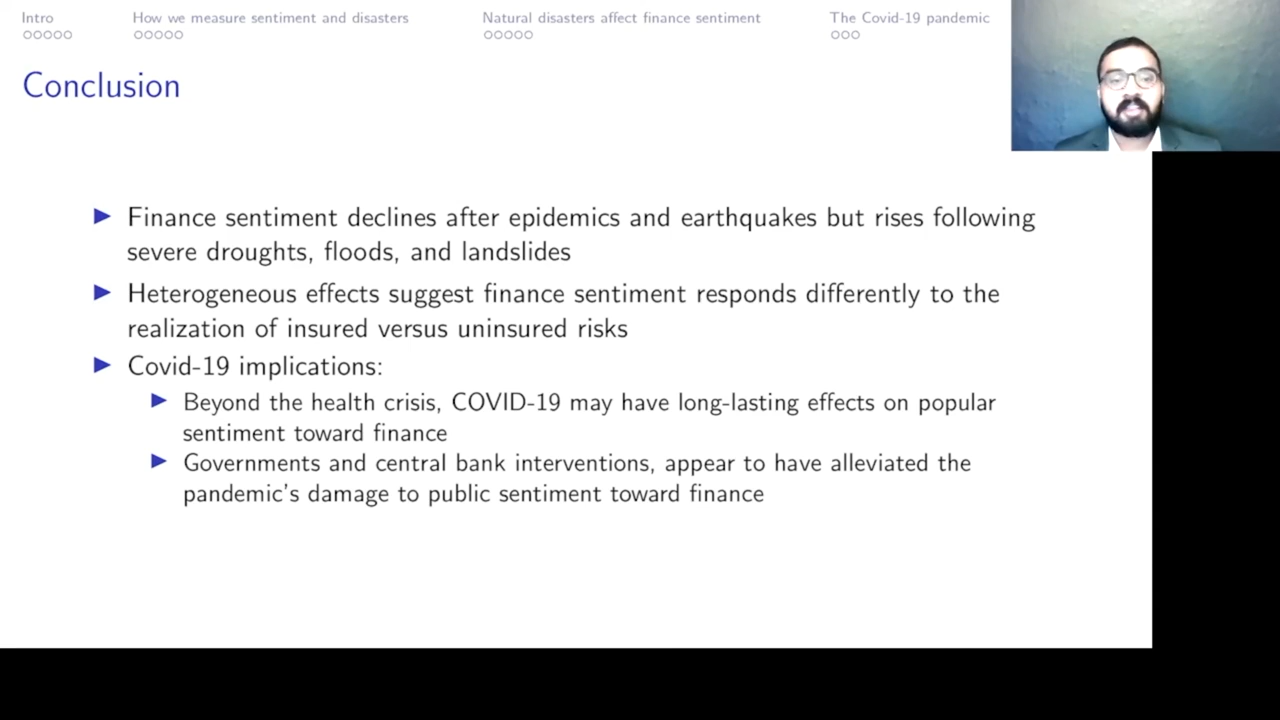 Intro
How we measure sentiment and disasters
Natural disasters affect finance sentiment
The Covid-19 pandemic
Conclusion
Finance sentiment declines after epidemics and earthquakes but rises following
severe droughts, floods, and landslides
Heterogeneous effects suggest finance sentiment responds differently to the
realization of insured versus uninsured risks
Covid-19 implications:
Beyond the health crisis, COVID-19 may have long-lasting effects on popular
sentiment toward finance
Governments and central bank interventions, appear to have alleviated the
pandemic's damage to public sentiment toward finance